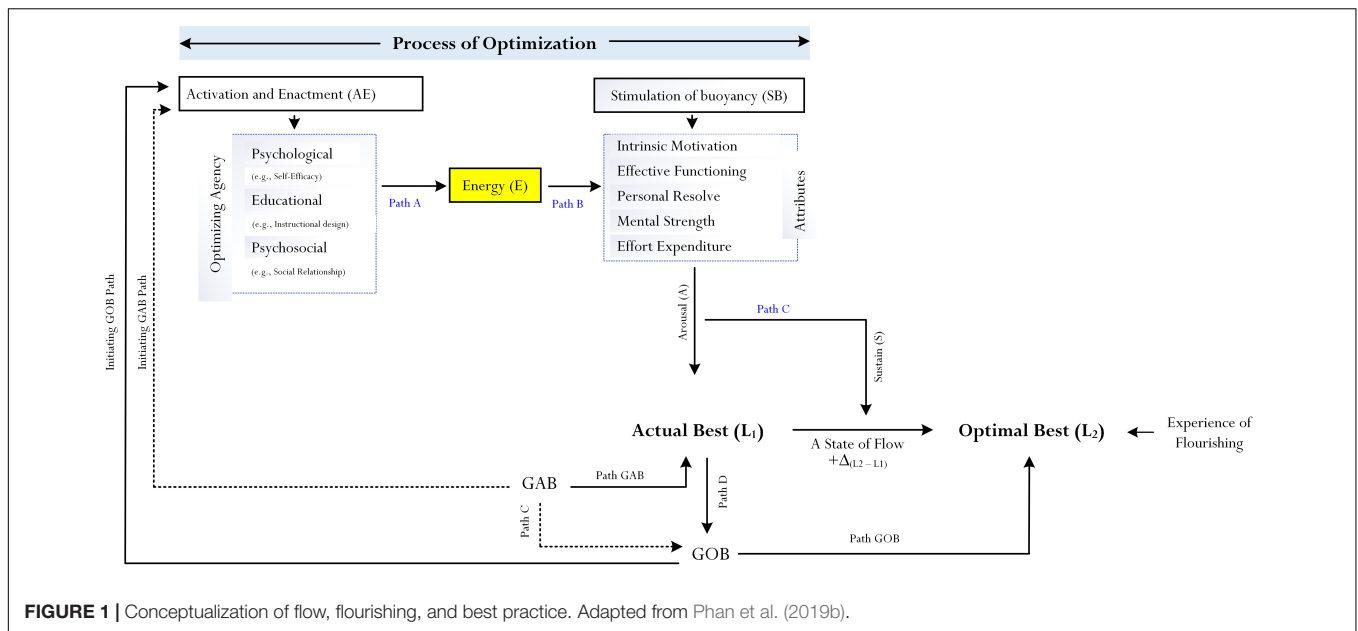 Process of Optimization
Activation and Enactment (AE)
Stimulation of buoyancy (SB)
Optimizing Agency
Psychological
(e.g., Self-Efficacy)
Educational
(e.g., Instructional design)
Psychosocial
(e.g., Social Relationship)
Path A
Energy (E)
Path B
Intrinsic Motivation
Effective Functioning
Personal Resolve
Mental Strength
Effort Expenditure
Attributes
Initiating GOB Path
Initiating GAB Path
Arousal (A)
Path C
Sustain (S)
Actual Best (L₁)
A State of Flow
+Δ(L2 – L1)
Optimal Best (L₂)
Experience of
Flourishing
GAB
Path GAB
Path D
Path C
GOB
Path GOB
FIGURE 1 | Conceptualization of flow, flourishing, and best practice. Adapted from Phan et al. (2019b).